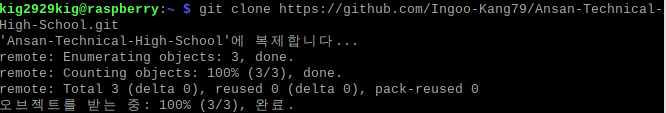 kig2929kig@raspberry:~ $ git clone https://github.com/Ingoo-Kang79/Ansan-Technical-
High-School.git
'Ansan-Technical-High-School'에 복제합니다...
remote: Enumerating objects: 3, done.
remote: Counting objects: 100% (3/3), done.
remote: Total 3 (delta 0), reused 0 (delta 0), pack-reused 0
오브젝트를 받는 중: 100% (3/3), 완료.